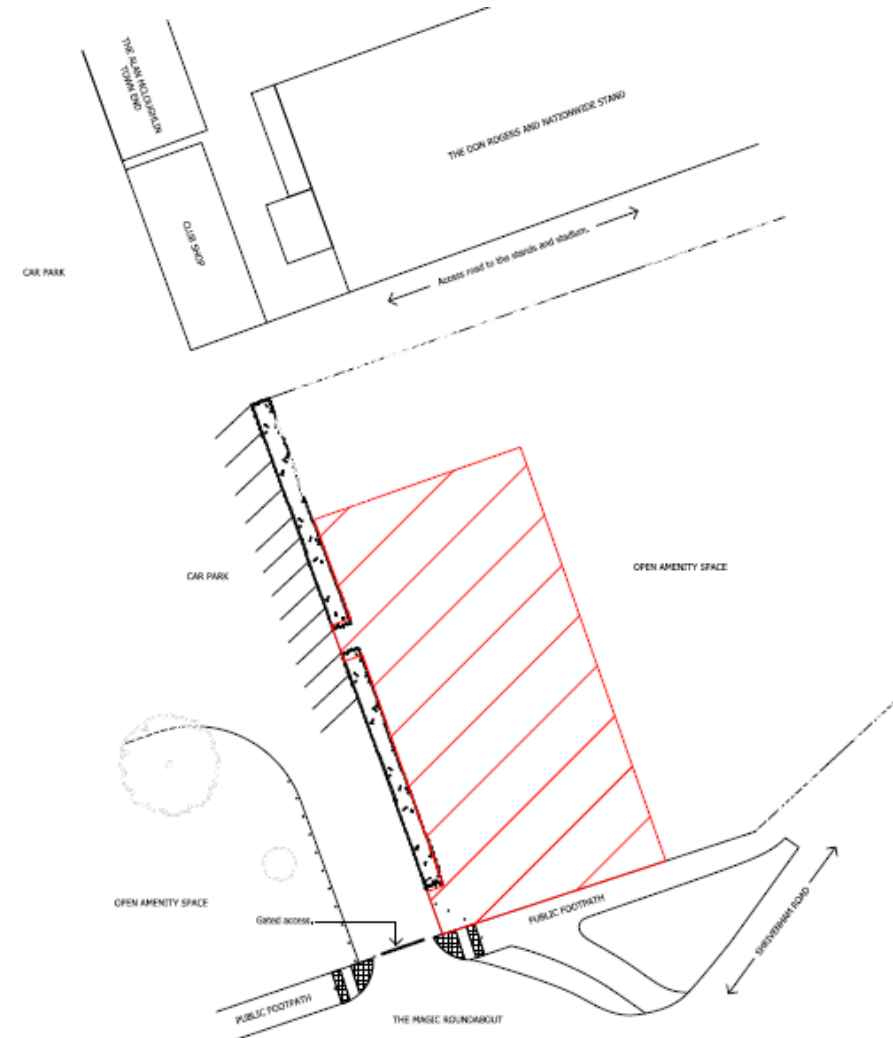 THE ALAN MCLOUGHLIN
TOWN END
THE DON ROGERS AND NATIONWIDE STAND
CLUB SHOP
Access road to the stands and stadium.
CAR PARK
CAR PARK
OPEN AMENITY SPACE
OPEN AMENITY SPACE
Gated access.
PUBLIC FOOTPATH
SHRIVENHAM ROAD
PUBLIC FOOTPATH
THE MAGIC ROUNDABOUT